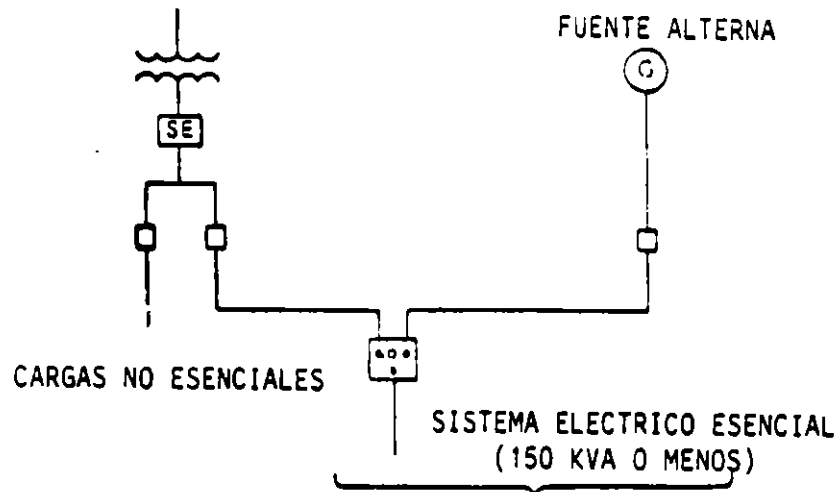 FUENTE ALTERNA
G
SE
CARGAS NO ESENCIALES
SISTEMA ELECTRICO ESENCIAL
(150 KVA O MENOS)